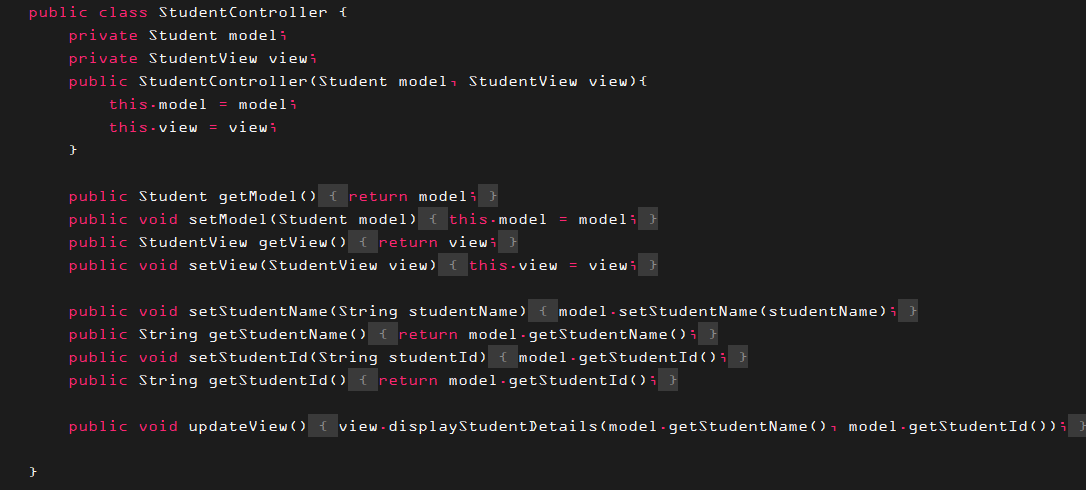 public class StudentController {
private Student model;
private StudentView view;
public StudentController(Student model, StudentView view){
this.model = model;
this.view = view;
}
public Student getModel() { return model; }
public void setModel(Student model) { this.model = model; }
public StudentView getView() { return view; }
public void setView(StudentView view) { this.view = view; }
public void setStudentName(String studentName) { model.setStudentName(studentName); }
public String getStudentName() { return model.getStudentName(); }
public void setStudentId(String studentId) { model.getStudentId(); }
public String getStudentId() { return model.getStudentId(); }
public void updateView() { view.displayStudentDetails(model.getStudentName(), model.getStudentId()); }
}